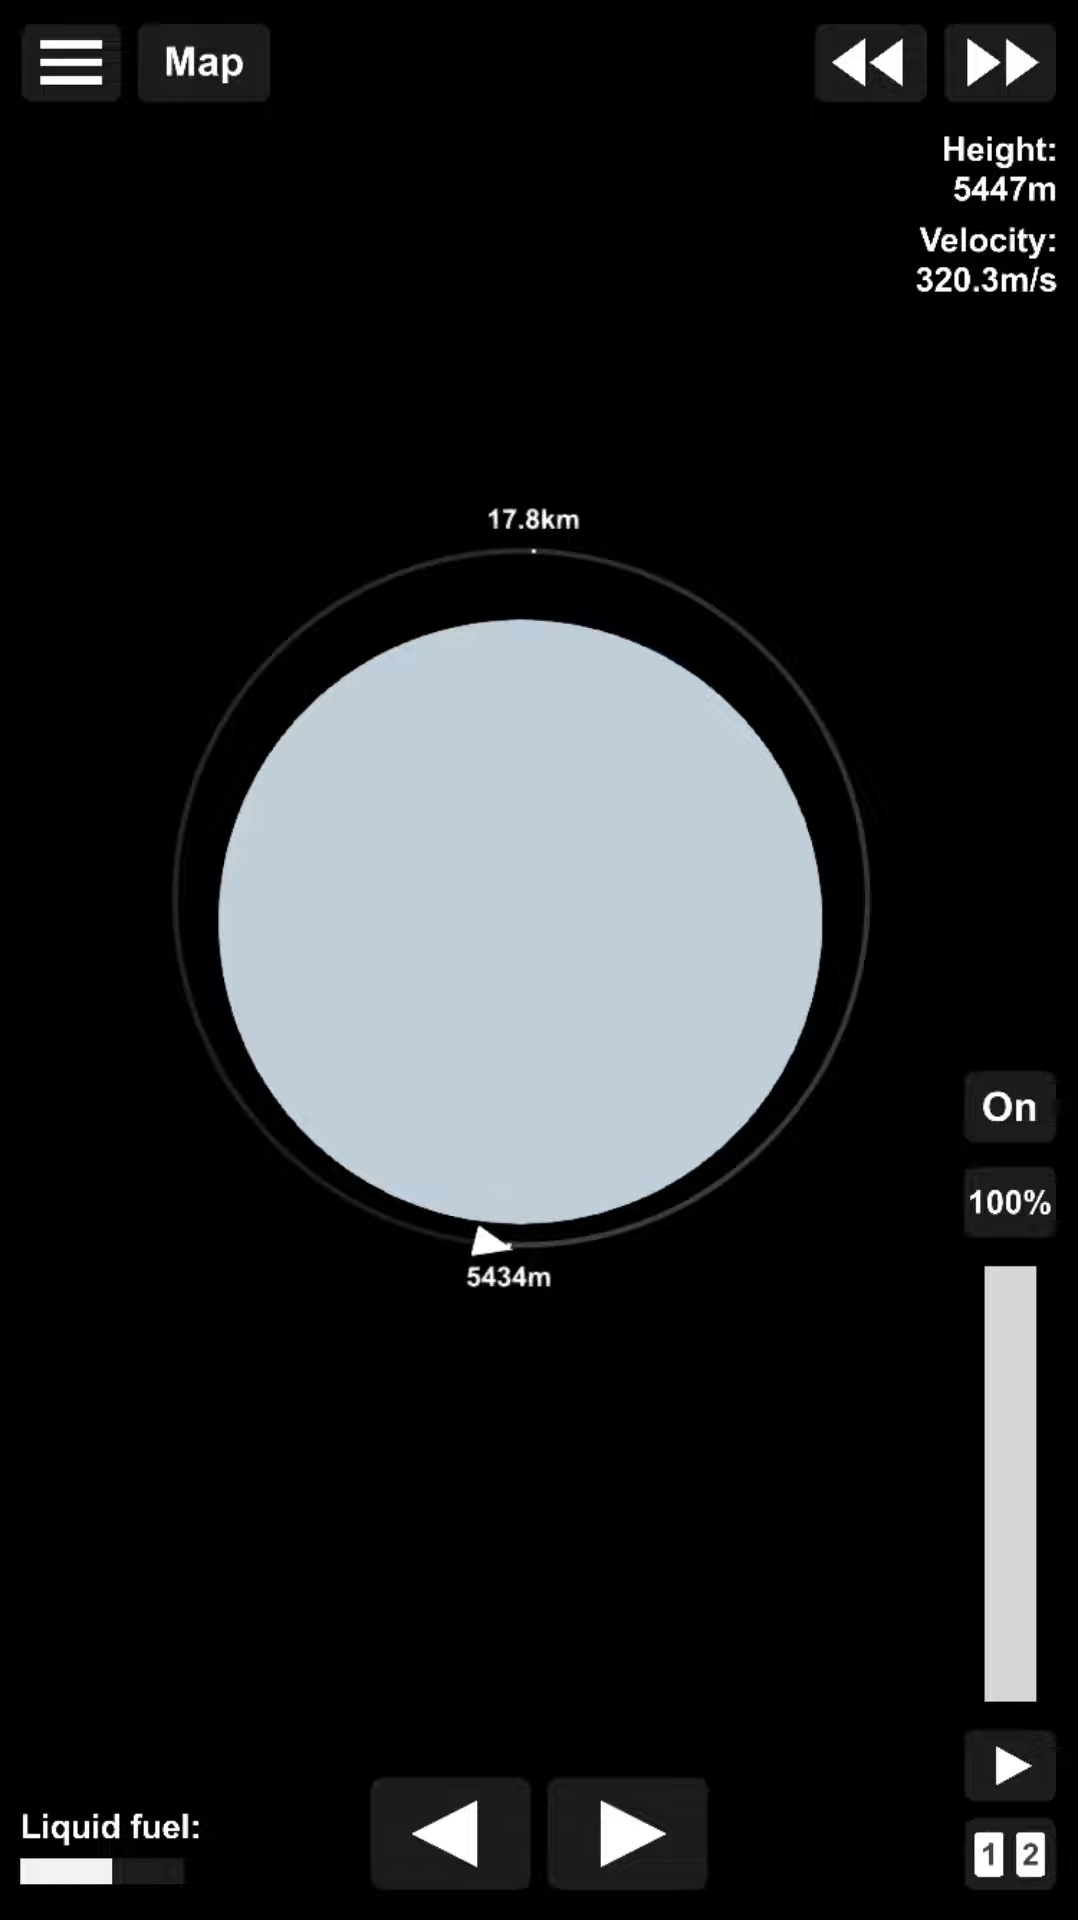 Map
Height:
5447m
Velocity:
320.3m/s
17.8km
5434m
On
100%
Liquid fuel:
1 2